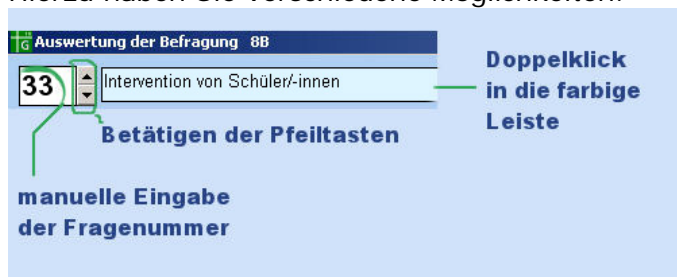 Hierzu haben Sie verschiedene Möglichkeiten:
TG Auswertung der Befragung 8B
33 Intervention von Schüler/-innen
Doppelklick
in die farbige
Leiste
Betätigen der Pfeiltasten
manuelle Eingabe
der Fragenummer